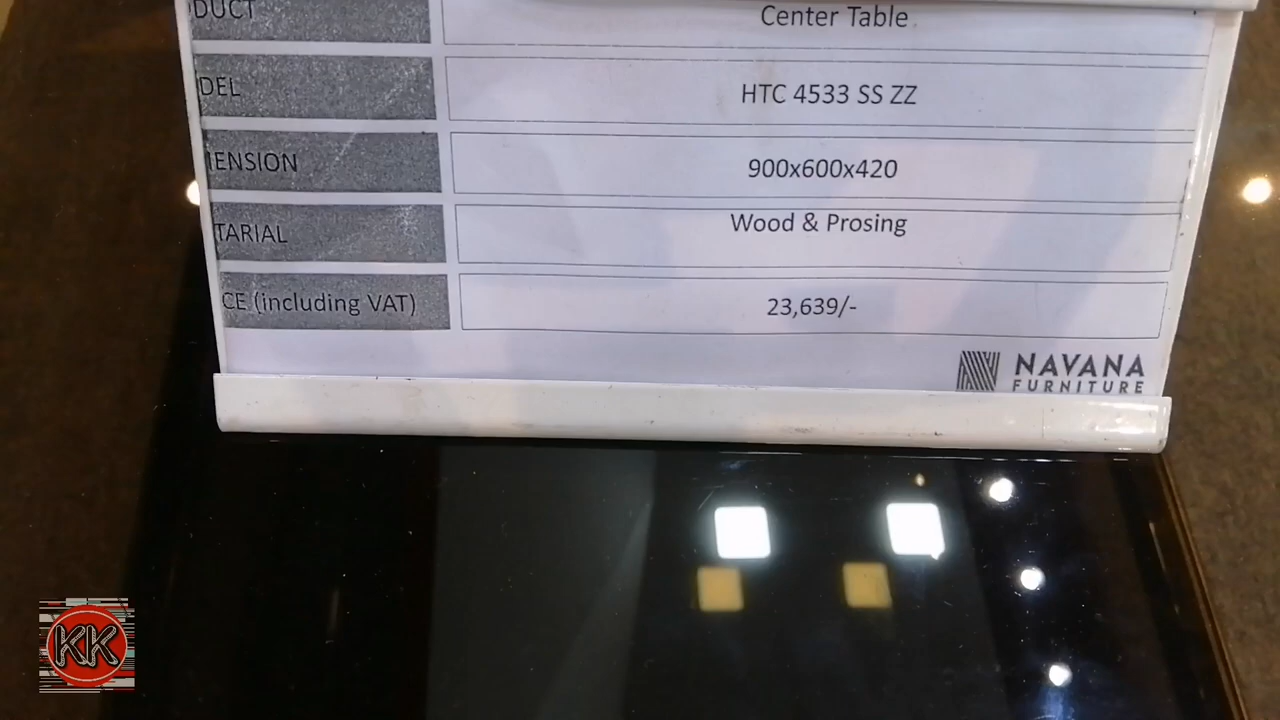 DUCT Center Table
DEL HTC 4533 SS ZZ
IENSION 900x600x420
TARIAL Wood & Prosing
CE (including VAT) 23,639/-
NAVANA
FURNITURE
KK